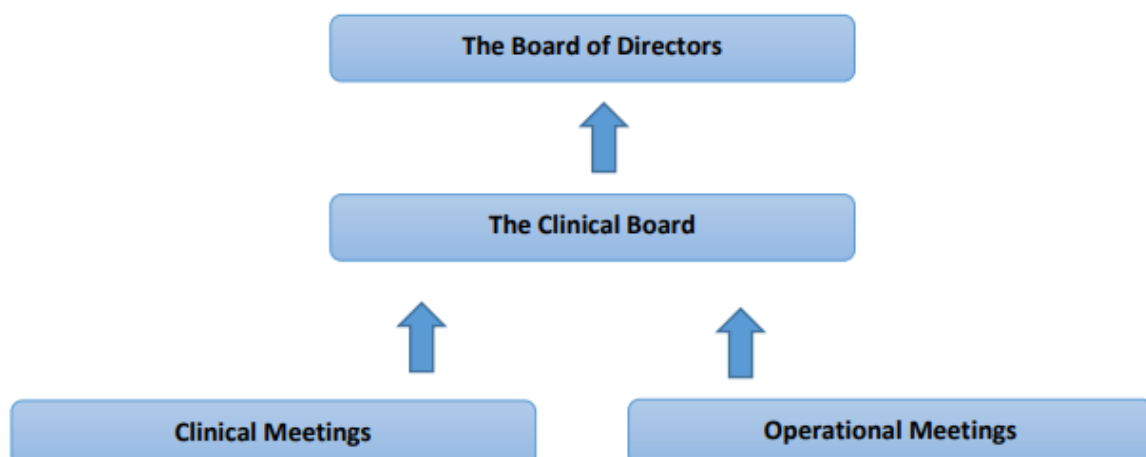 The Board of Directors
The Clinical Board
Clinical Meetings
Operational Meetings